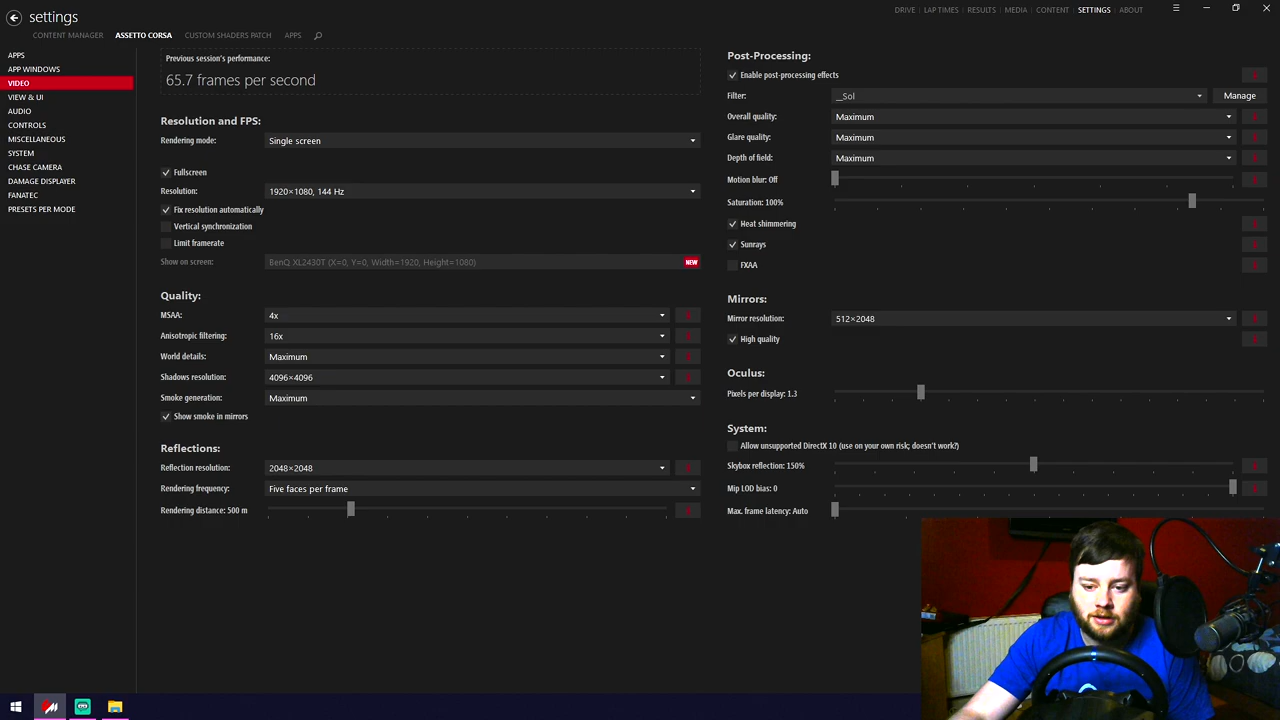 settings
DRIVE LAP TIMES RESULTS MEDIA CONTENT SETTINGS ABOUT
CONTENT MANAGER ASSETTO CORSA CUSTOM SHADERS PATCH APPS
APPS
APP WINDOWS
VIDEO
VIEW & UI
AUDIO
CONTROLS
MISCELLANEOUS
SYSTEM
CHASE CAMERA
DAMAGE DISPLAYER
FANATEC
PRESETS PER MODE
Previous session's performance:
65.7 frames per second
Resolution and FPS:
Rendering mode: Single screen
Fullscreen
Resolution: 1920×1080, 144 Hz
Fix resolution automatically
Vertical synchronization
Limit framerate
Show on screen: BenQ XL2430T (X=0, Y=0, Width=1920, Height=1080) NEW
Quality:
MSAA: 4x
Anisotropic filtering: 16x
World details: Maximum
Shadows resolution: 4096×4096
Smoke generation: Maximum
Show smoke in mirrors
Reflections:
Reflection resolution: 2048×2048
Rendering frequency: Five faces per frame
Rendering distance: 500 m
Post-Processing:
Enable post-processing effects
Filter: __Sol Manage
Overall quality: Maximum
Glare quality: Maximum
Depth of field: Maximum
Motion blur: Off
Saturation: 100%
Heat shimmering
Sunrays
FXAA
Mirrors:
Mirror resolution: 512×2048
High quality
Oculus:
Pixels per display: 1.3
System:
Allow unsupported DirectX 10 (use on your own risk; doesn't work?)
Skybox reflection: 150%
Mip LOD bias: 0
Max. frame latency: Auto